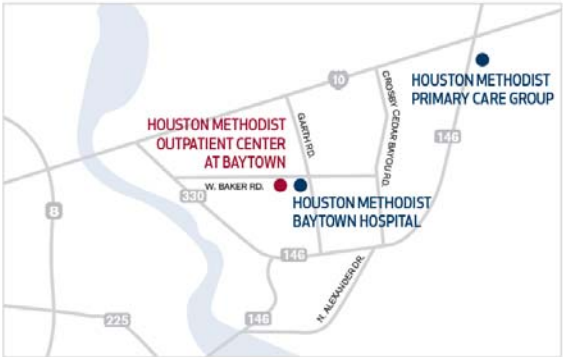 10
HOUSTON METHODIST
PRIMARY CARE GROUP
CROSBY CEDAR BAYOU RD.
HOUSTON METHODIST
OUTPATIENT CENTER
AT BAYTOWN
GARTH RD.
146
W. BAKER RD.
330
HOUSTON METHODIST
BAYTOWN HOSPITAL
8
146
N. ALEXANDER DR.
146
225